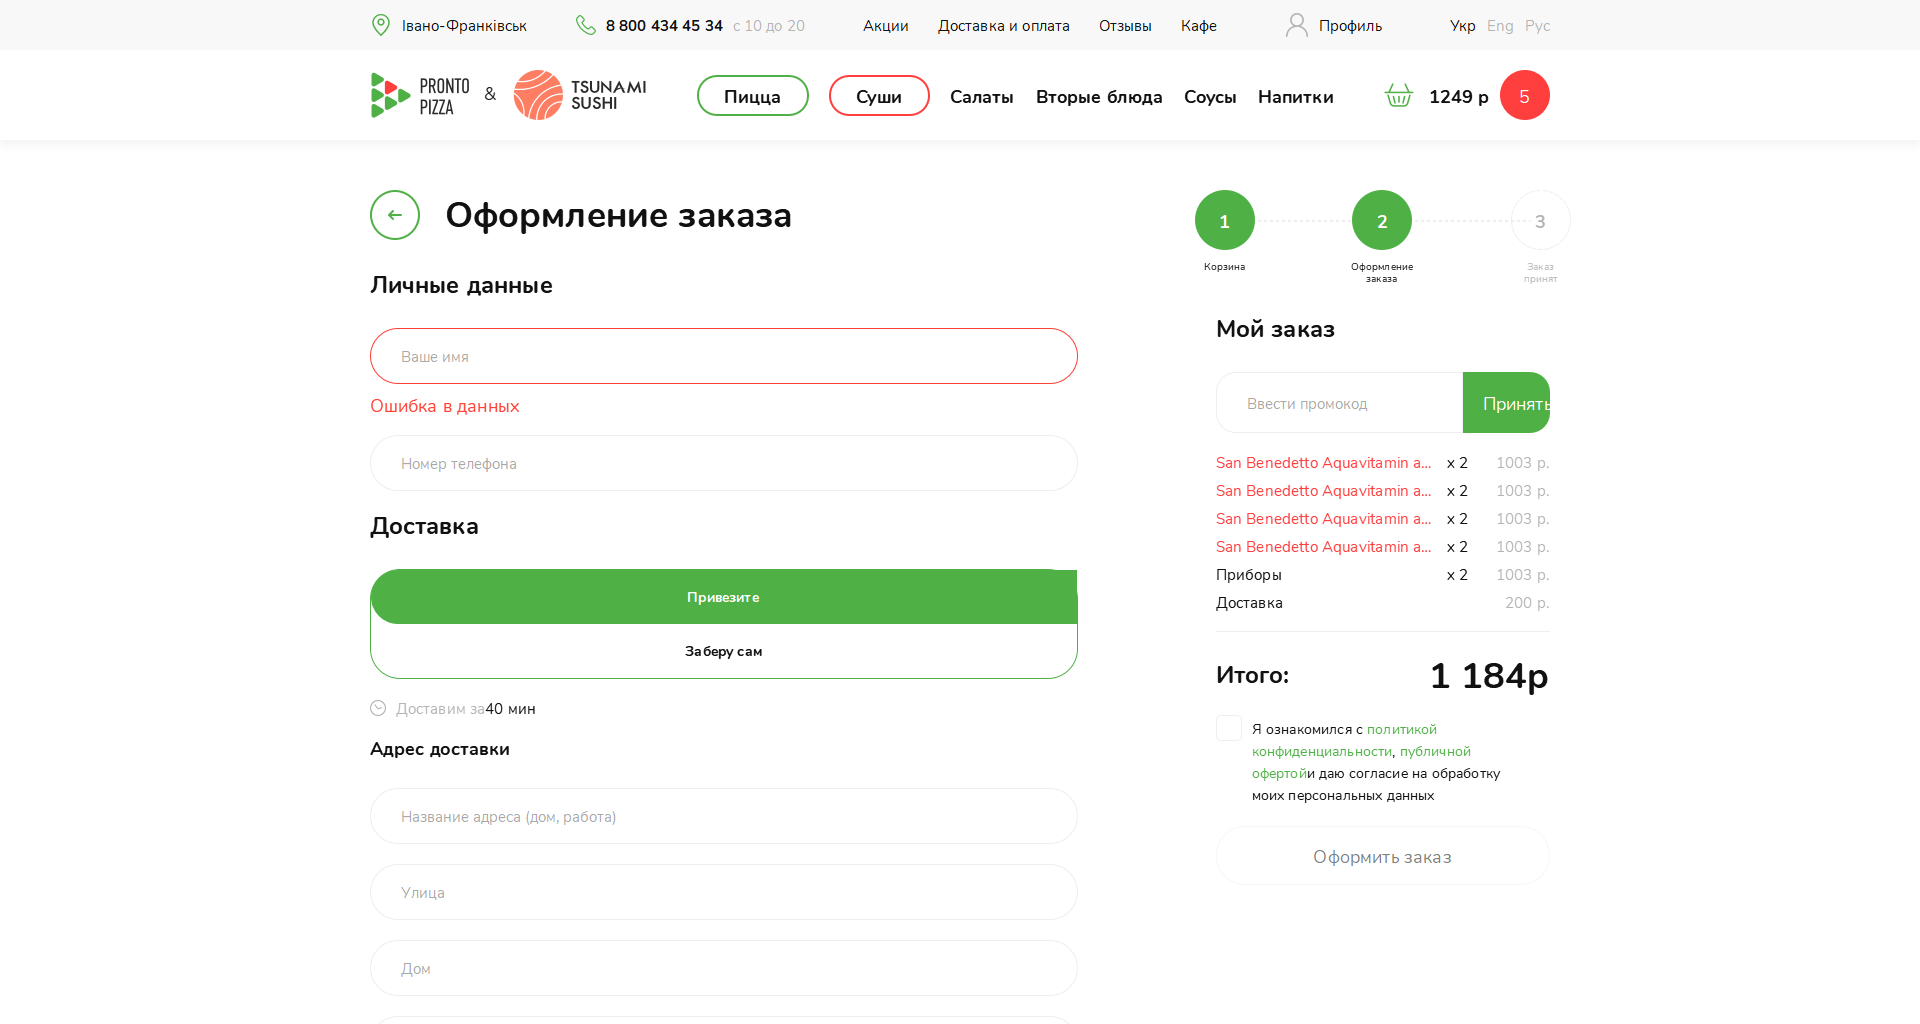 Івано-Франківськ
8 800 434 45 34 с 10 до 20
Акции
Доставка и оплата
Отзывы
Кафе
Профиль
Укр Eng Рус
PRONTO
PIZZA
&
TSUNAMI
SUSHI
Пицца
Суши
Салаты
Вторые блюда
Соусы
Напитки
1249 р
5
Оформление заказа
1
2
3
Корзина
Оформление
заказа
Заказ
принят
Личные данные
Ваше имя
Ошибка в данных
Номер телефона
Доставка
Привезите
Заберу сам
Доставим за40 мин
Адрес доставки
Название адреса (дом, работа)
Улица
Дом
Мой заказ
Ввести промокод
Принять
San Benedetto Aquavitamin a... x 2 1003 р.
San Benedetto Aquavitamin a... x 2 1003 р.
San Benedetto Aquavitamin a... x 2 1003 р.
San Benedetto Aquavitamin a... x 2 1003 р.
Приборы x 2 1003 р.
Доставка 200 р.
Итого: 1 184р
Я ознакомился с политикой
конфиденциальности, публичной
офертойи даю согласие на обработку
моих персональных данных
Оформить заказ